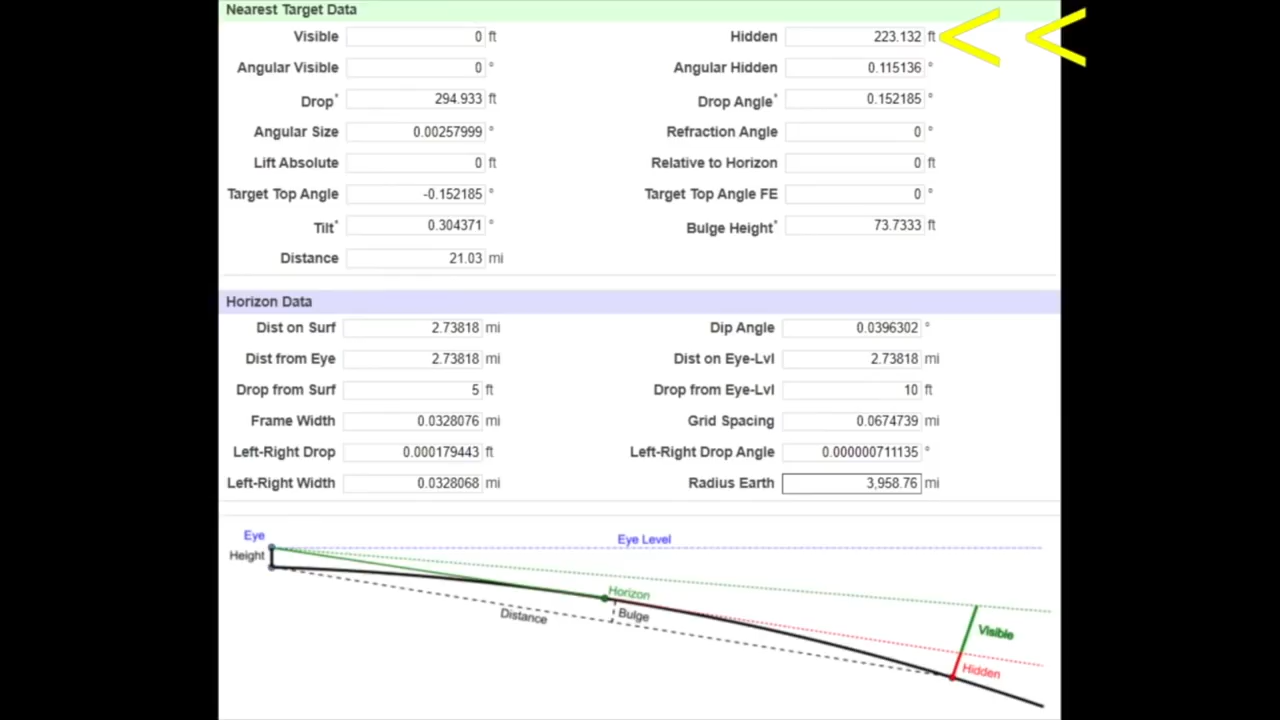 Nearest Target Data
Visible 0 ft Hidden 223.132 ft
Angular Visible 0 ° Angular Hidden 0.115136 °
Drop* 294.933 ft Drop Angle* 0.152185 °
Angular Size 0.00257999 ° Refraction Angle 0 °
Lift Absolute 0 ft Relative to Horizon 0 ft
Target Top Angle -0.152185 ° Target Top Angle FE 0 °
Tilt* 0.304371 ° Bulge Height* 73.7333 ft
Distance 21.03 mi
Horizon Data
Dist on Surf 2.73818 mi Dip Angle 0.0396302 °
Dist from Eye 2.73818 mi Dist on Eye-Lvl 2.73818 mi
Drop from Surf 5 ft Drop from Eye-Lvl 10 ft
Frame Width 0.0328076 mi Grid Spacing 0.0674739 mi
Left-Right Drop 0.000179443 ft Left-Right Drop Angle 0.000000711135 °
Left-Right Width 0.0328068 mi Radius Earth 3,958.76 mi
Eye Eye Level
Height
Horizon
Distance Bulge
Visible
Hidden